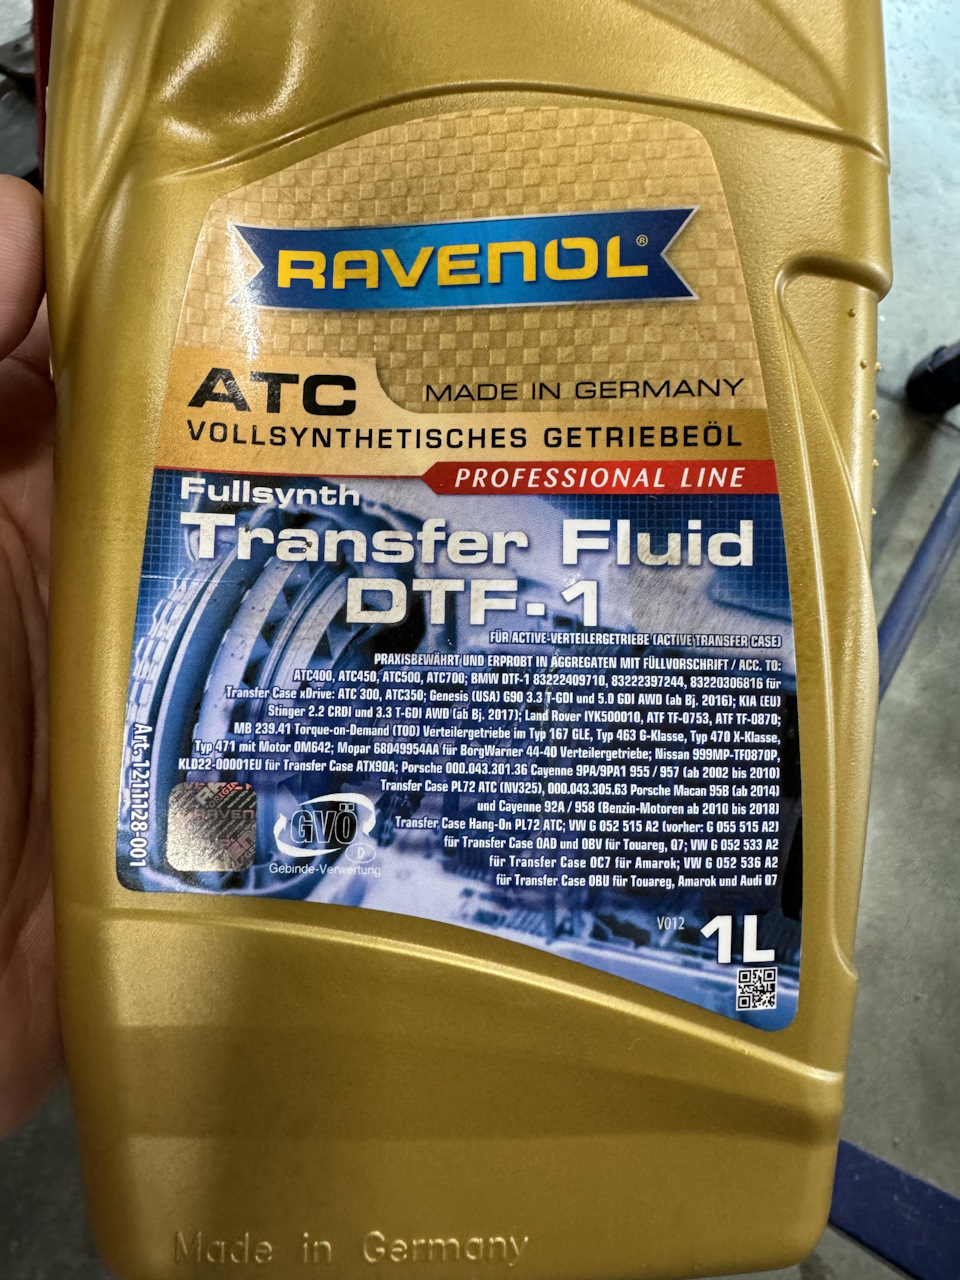 RAVENOL®
ATC
MADE IN GERMANY
VOLLSYNTHETISCHES GETRIEBEÖL
PROFESSIONAL LINE
Fullsynth
Transfer Fluid
DTF-1
FÜR ACTIVE-VERTEILERGETRIEBE (ACTIVE TRANSFER CASE)
PRAXISBEWÄHRT UND ERPROBT IN AGGREGATEN MIT FÜLLVORSCHRIFT / ACC. TO:
ATC400, ATC450, ATC500, ATC700; BMW DTF-1 83222409710, 83222397244, 83220306816 für
Transfer Case xDrive: ATC 300, ATC350; Genesis (USA) G90 3.3 T-GDI und 5.0 GDI AWD (ab Bj. 2016); KIA (EU)
Stinger 2.2 CRDI und 3.3 T-GDI AWD (ab Bj. 2017); Land Rover IYK500010, ATF TF-0753, ATF TF-0870;
MB 239.41 Torque-on-Demand (TOD) Verteilergetriebe im Typ 167 GLE, Typ 463 G-Klasse, Typ 470 X-Klasse,
Typ 471 mit Motor OM642; Mopar 68049954AA für BorgWarner 44-40 Verteilergetriebe; Nissan 999MP-TF0870P,
KLD22-00001EU für Transfer Case ATX90A; Porsche 000.043.301.36 Cayenne 9PA/9PA1 955 / 957 (ab 2002 bis 2010)
Transfer Case PL72 ATC (NV325), 000.043.305.63 Porsche Macan 95B (ab 2014)
und Cayenne 92A / 958 (Benzin-Motoren ab 2010 bis 2018)
Transfer Case Hang-On PL72 ATC; VW G 052 515 A2 (vorher: G 055 515 A2)
für Transfer Case OAD und OBV für Touareg, Q7; VW G 052 533 A2
für Transfer Case OC7 für Amarok; VW G 052 536 A2
für Transfer Case OBU für Touareg, Amarok und Audi Q7
Art.-1211128-001
GVÖ
D
Gebinde-Verwertung
V012
1L
Made in Germany